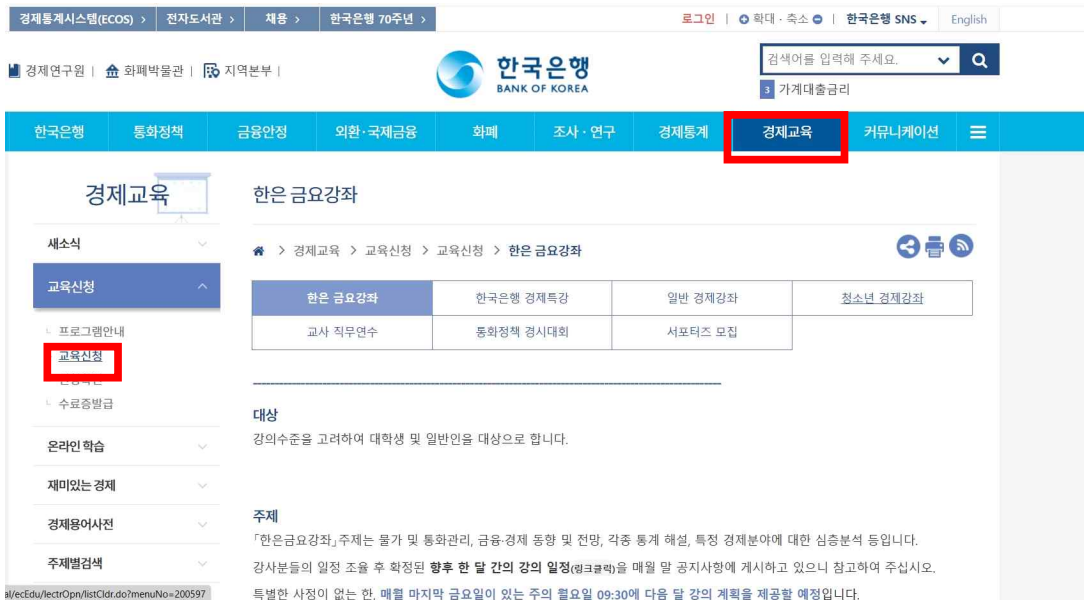 경제통계시스템(ECOS) > 전자도서관 > 채용 > 한국은행 70주년 >
로그인 | 확대 · 축소 | 한국은행 SNS English
경제연구원 | 화폐박물관 | 지역본부 |
한국은행
BANK OF KOREA
검색어를 입력해 주세요.
3 가계대출금리
한국은행 통화정책 금융안정 외환·국제금융 화폐 조사 · 연구 경제통계 경제교육 커뮤니케이션
경제교육
새소식
교육신청
프로그램안내
교육신청
수료증발급
온라인 학습
재미있는 경제
경제용어사전
주제별검색
al/ecEdu/lectrOpn/listCldr.do?menuNo=200597
한은 금요강좌
> 경제교육 > 교육신청 > 교육신청 > 한은 금요강좌
한은 금요강좌 한국은행 경제특강 일반 경제강좌 청소년 경제강좌
교사 직무연수 통화정책 경시대회 서포터즈 모집
대상
강의수준을 고려하여 대학생 및 일반인을 대상으로 합니다.
주제
「한은금요강좌」주제는 물가 및 통화관리, 금융·경제 동향 및 전망, 각종 통계 해설, 특정 경제분야에 대한 심층분석 등입니다.
강사분들의 일정 조율 후 확정된 향후 한 달 간의 강의 일정(링크클릭)을 매월 말 공지사항에 게시하고 있으니 참고하여 주십시오.
특별한 사정이 없는 한, 매월 마지막 금요일이 있는 주의 월요일 09:30에 다음 달 강의 계획을 제공할 예정입니다.